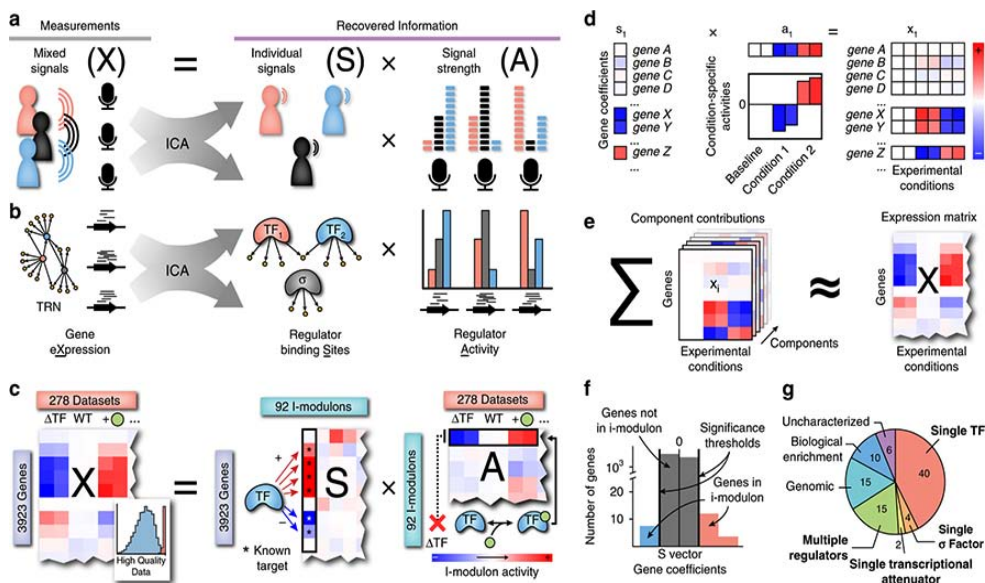 a
Measurements
Recovered Information
Mixed signals
(X)
=
Individual signals
(S)
×
Signal strength
(A)
ICA
×
b
TRN
ICA
TF1
TF2
σ
×
Gene eXpression
Regulator binding Sites
Regulator Activity
c
278 Datasets
ΔTF WT + ...
3923 Genes
X
High Quality Data
=
92 I-modulons
3923 Genes
TF
+
−
S
* Known target
×
278 Datasets
ΔTF WT + ...
92 I-modulons
A
ΔTF
− I-modulon activity +
d
s1
×
a1
=
x1
Gene coefficients
gene A
gene B
gene C
gene D
...
gene X
gene Y
...
gene Z
...
Condition-specific activities
0
Baseline
Condition 1
Condition 2
gene A
gene B
gene C
gene D
...
gene X
gene Y
...
gene Z
...
Experimental conditions
+
−
e
Component contributions
Expression matrix
∑
Genes
xi
Components
Experimental conditions
≈
Genes
X
Experimental conditions
f
Genes not in i-modulon
0
Significance thresholds
Genes in i-modulon
Number of genes
10³
20
10
S vector
Gene coefficients
g
Uncharacterized
6
Biological enrichment
10
Genomic
15
Multiple regulators
15
Single transcriptional attenuator
2
Single σ Factor
4
Single TF
40